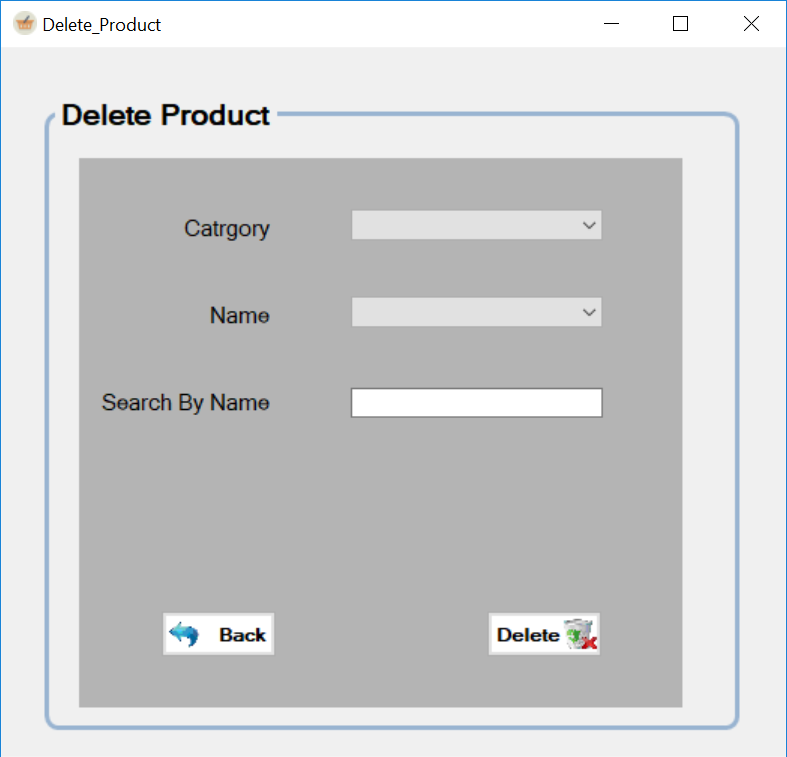 Delete_Product
Delete Product
Catrgory
Name
Search By Name
Back
Delete